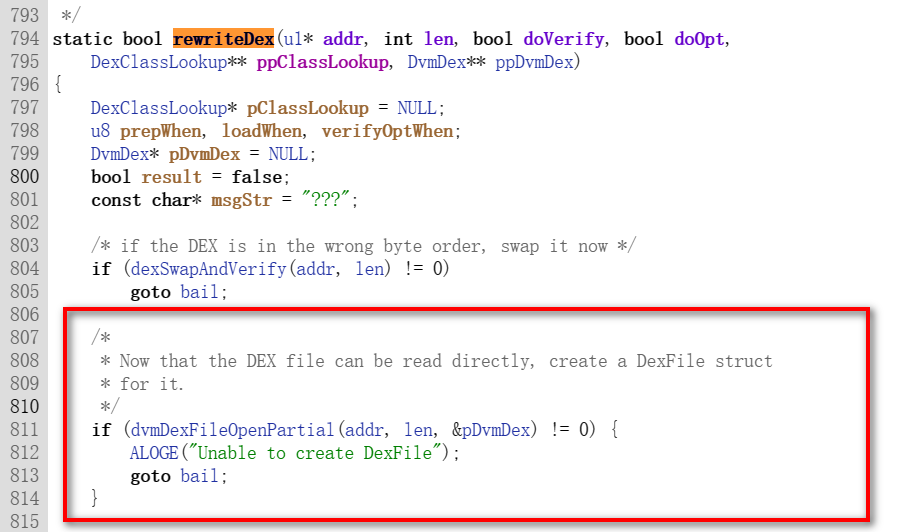 793  */
794 static bool rewriteDex(u1* addr, int len, bool doVerify, bool doOpt,
795     DexClassLookup** ppClassLookup, DvmDex** ppDvmDex)
796 {
797     DexClassLookup* pClassLookup = NULL;
798     u8 prepWhen, loadWhen, verifyOptWhen;
799     DvmDex* pDvmDex = NULL;
800     bool result = false;
801     const char* msgStr = "???";
802
803     /* if the DEX is in the wrong byte order, swap it now */
804     if (dexSwapAndVerify(addr, len) != 0)
805         goto bail;
806
807     /*
808      * Now that the DEX file can be read directly, create a DexFile struct
809      * for it.
810      */
811     if (dvmDexFileOpenPartial(addr, len, &pDvmDex) != 0) {
812         ALOGE("Unable to create DexFile");
813         goto bail;
814     }
815